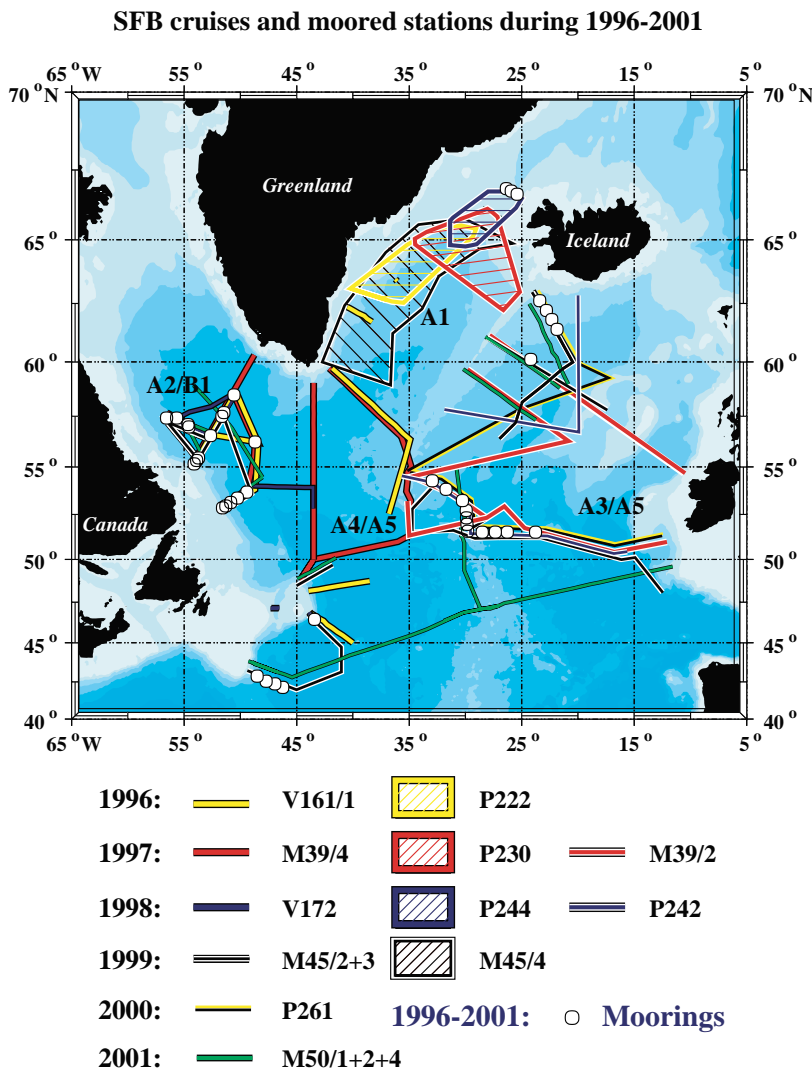 SFB cruises and moored stations during 1996-2001
65 °W 55 ° 45 ° 35 ° 25 ° 15 ° 5 °
70 °N 70 °
Greenland
Iceland
65 ° 65 °
A1
60 ° 60 °
A2/B1
55 ° 55 °
Canada A4/A5 A3/A5
50 ° 50 °
45 ° 45 °
40 ° 40 °
65 °W 55 ° 45 ° 35 ° 25 ° 15 ° 5 °
1996: V161/1 P222
1997: M39/4 P230 M39/2
1998: V172 P244 P242
1999: M45/2+3 M45/4
2000: P261 1996-2001: Moorings
2001: M50/1+2+4